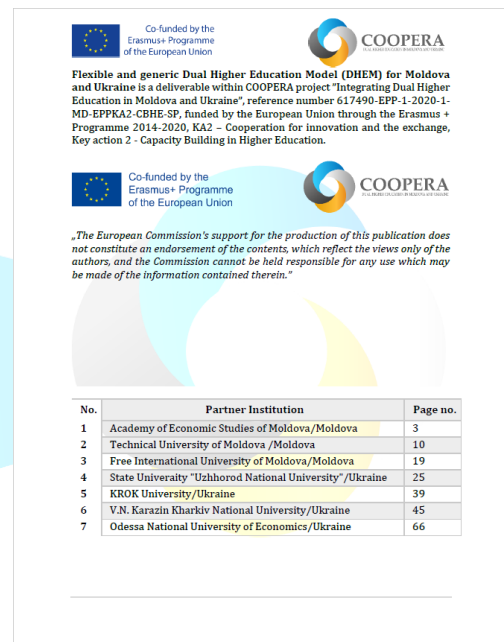 Co-funded by the
Erasmus+ Programme
of the European Union
COOPERA
Flexible and generic Dual Higher Education Model (DHEM) for Moldova
and Ukraine is a deliverable within COOPERA project "Integrating Dual Higher
Education in Moldova and Ukraine", reference number 617490-EPP-1-2020-1-
MD-EPPKA2-CBHE-SP, funded by the European Union through the Erasmus +
Programme 2014-2020, KA2 – Cooperation for innovation and the exchange,
Key action 2 - Capacity Building in Higher Education.
Co-funded by the
Erasmus+ Programme
of the European Union
COOPERA
„The European Commission's support for the production of this publication does
not constitute an endorsement of the contents, which reflect the views only of the
authors, and the Commission cannot be held responsible for any use which may
be made of the information contained therein."
No. Partner Institution Page no.
1 Academy of Economic Studies of Moldova/Moldova 3
2 Technical University of Moldova /Moldova 10
3 Free International University of Moldova/Moldova 19
4 State Univeraity "Uzhhorod National University"/Ukraine 25
5 KROK University/Ukraine 39
6 V.N. Karazin Kharkiv National University/Ukraine 45
7 Odessa National University of Economics/Ukraine 66